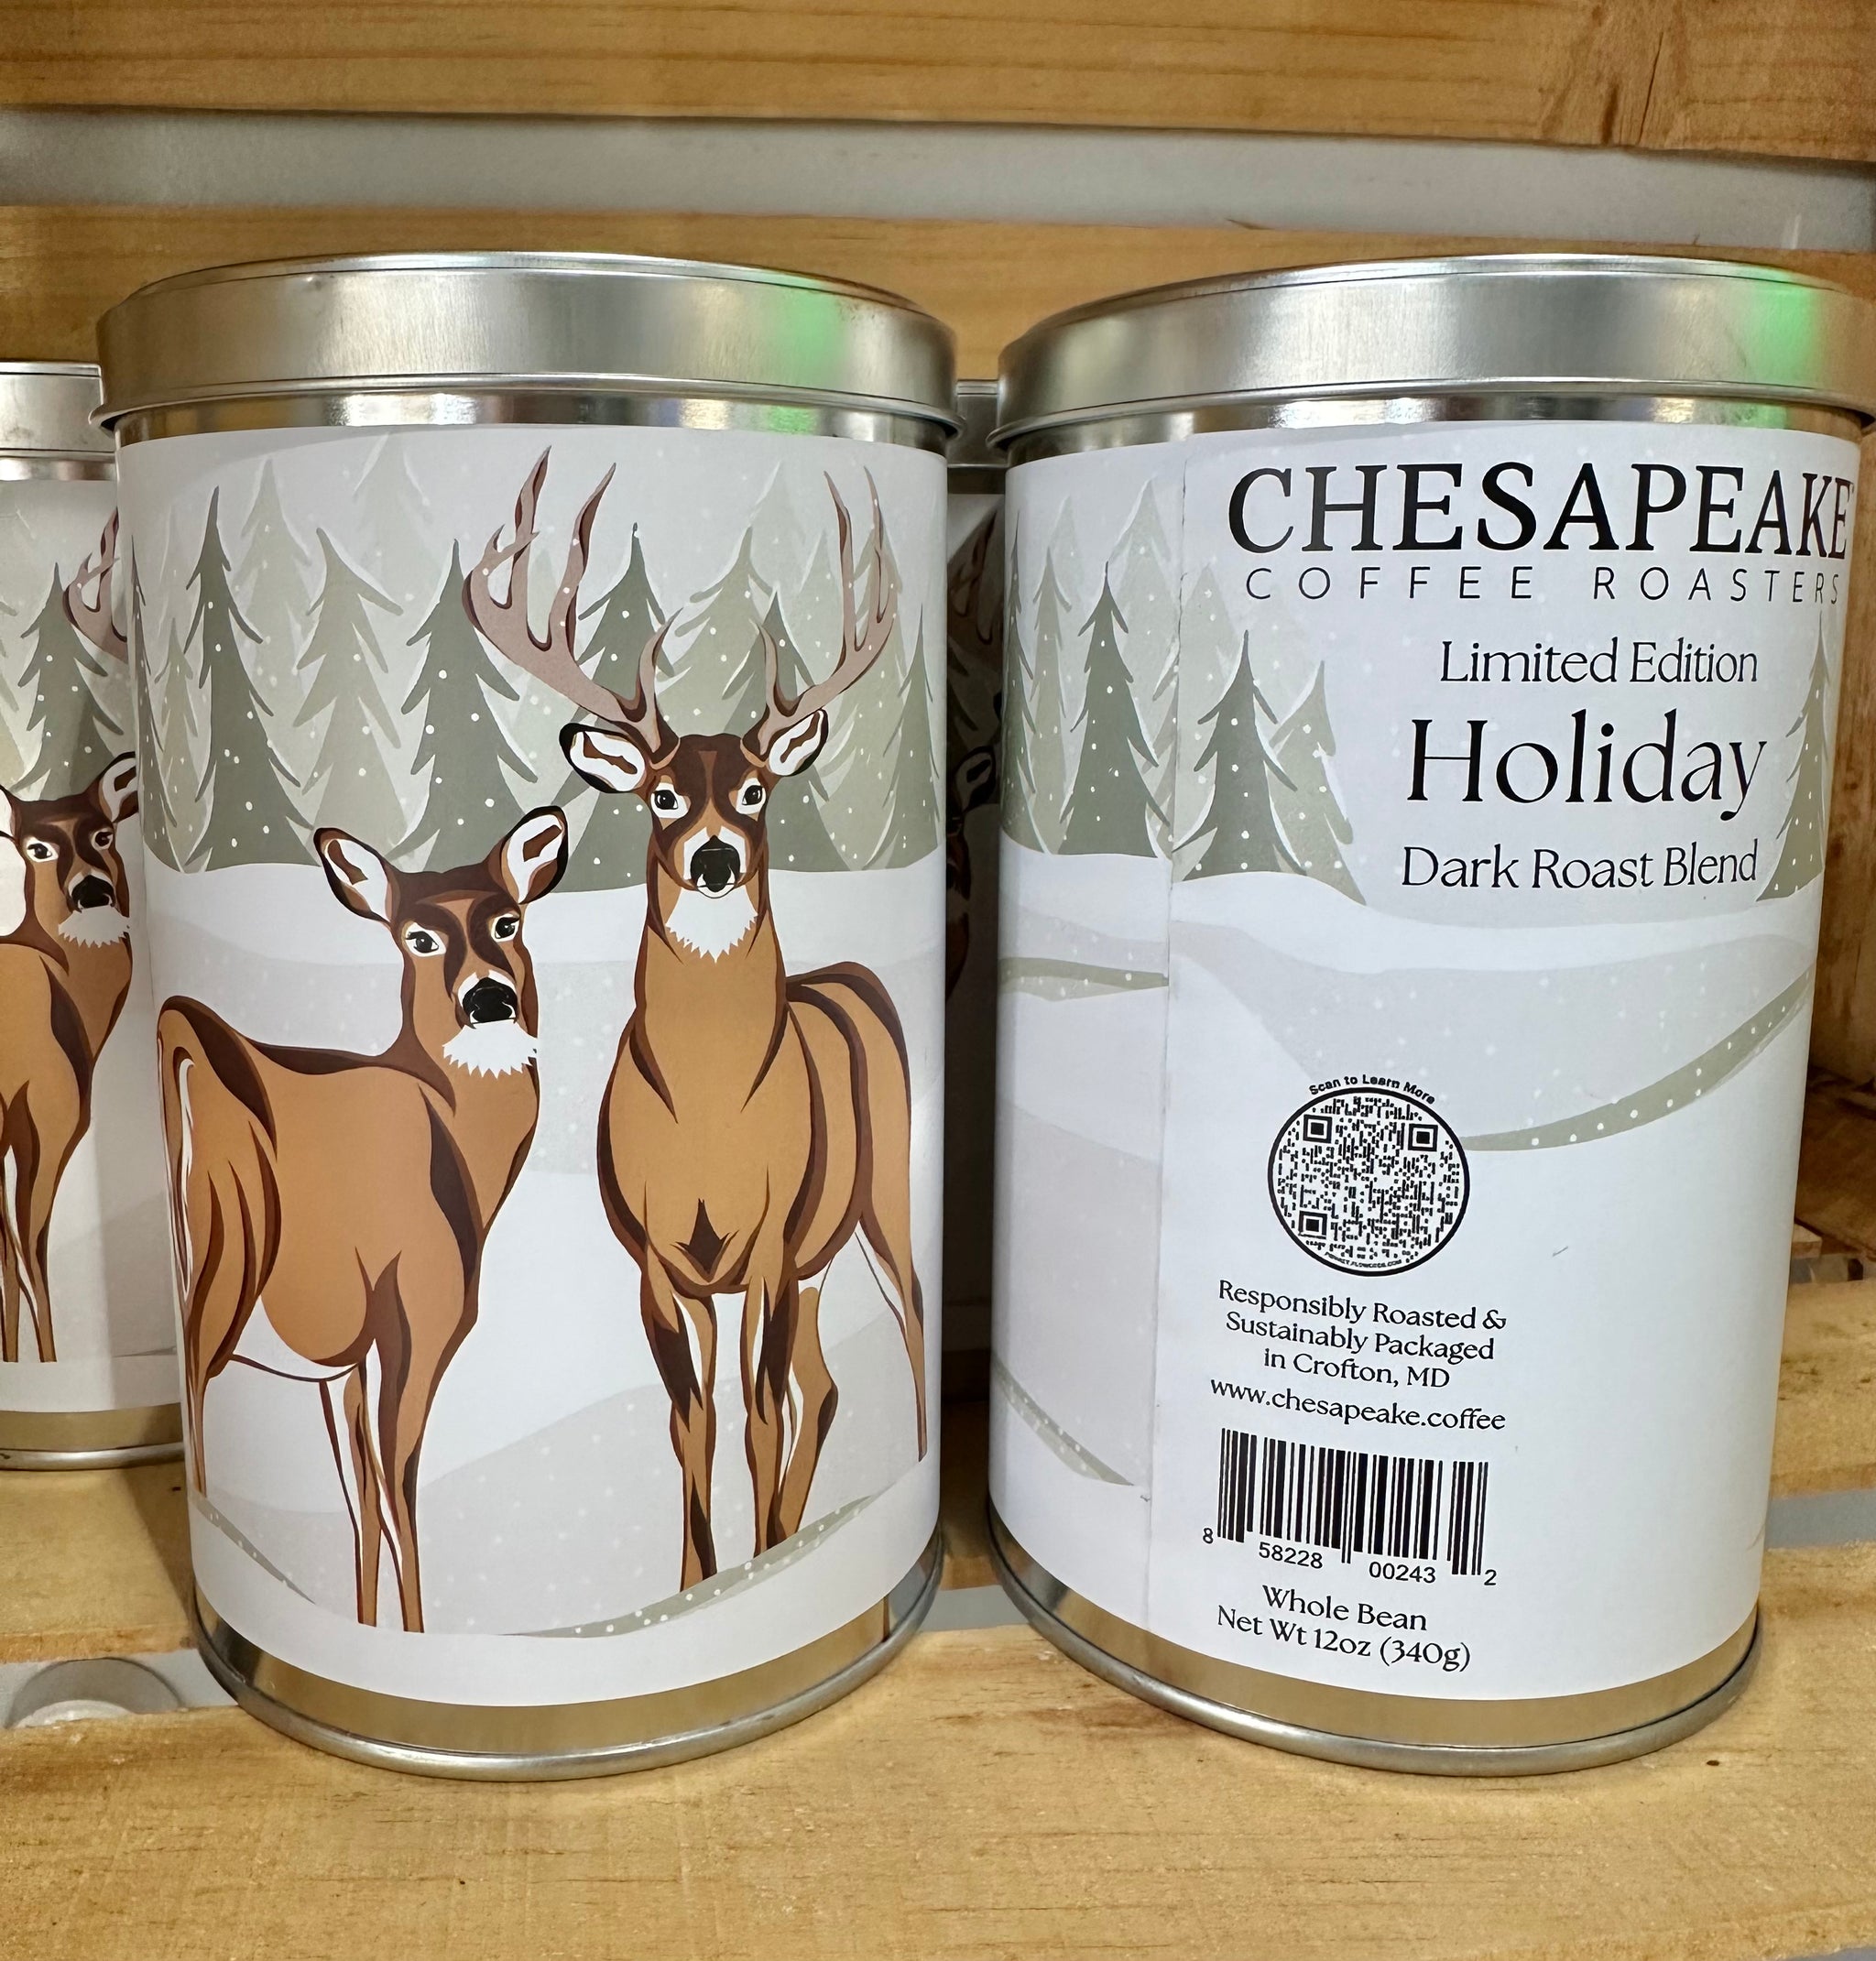 CHESAPEAKE
COFFEE ROASTERS
Limited Edition
Holiday
Dark Roast Blend
Scan to Learn More
Responsibly Roasted &
Sustainably Packaged
in Crofton, MD
www.chesapeake.coffee
8 58228 00243 2
Whole Bean
Net Wt 12oz (340g)